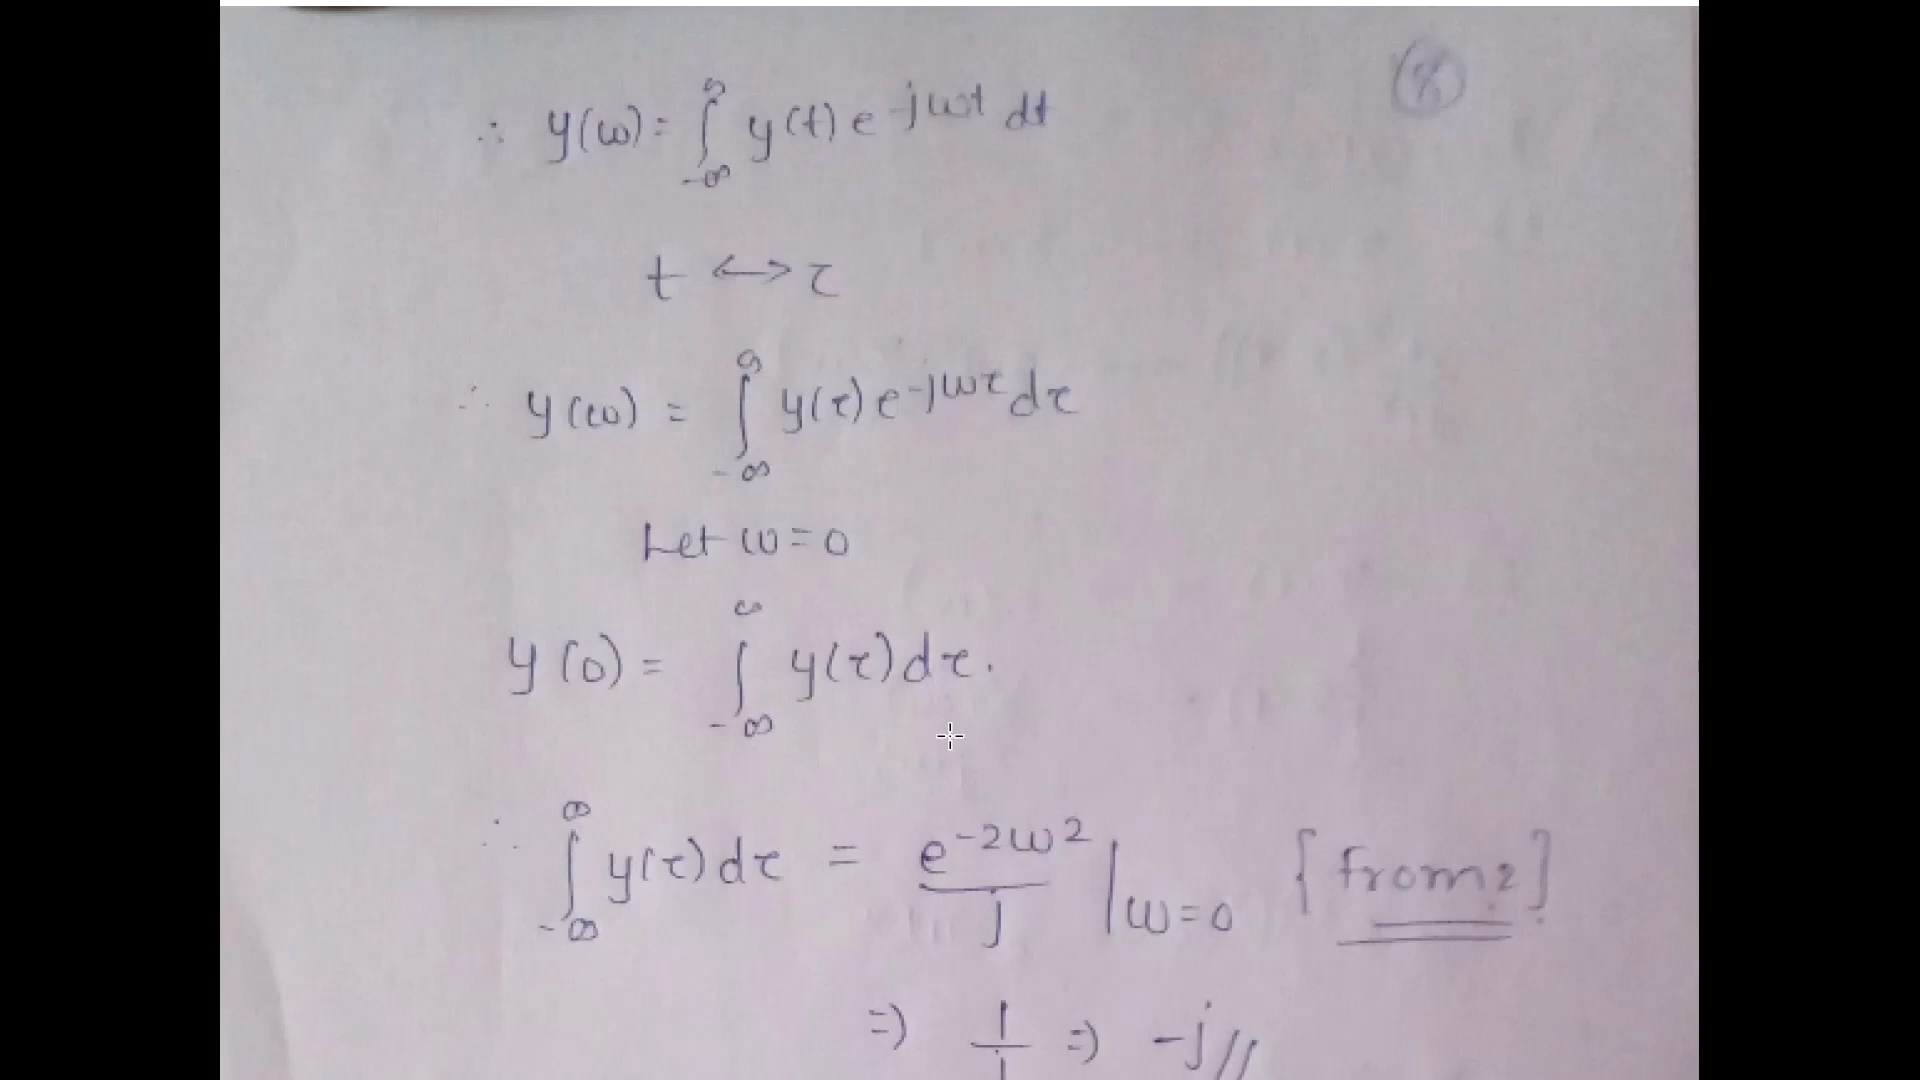 (8)
∴ y(ω) = ∫_{-∞}^{∞} y(t) e^{-jωt} dt
t ↔ τ
∴ y(ω) = ∫_{-∞}^{∞} y(τ) e^{-jωτ} dτ
Let ω = 0
y(0) = ∫_{-∞}^{∞} y(τ) dτ.
∴ ∫_{-∞}^{∞} y(τ) dτ = e^{-2ω²}/j |ω=0 {from 2}
⇒ 1/j ⇒ -j//